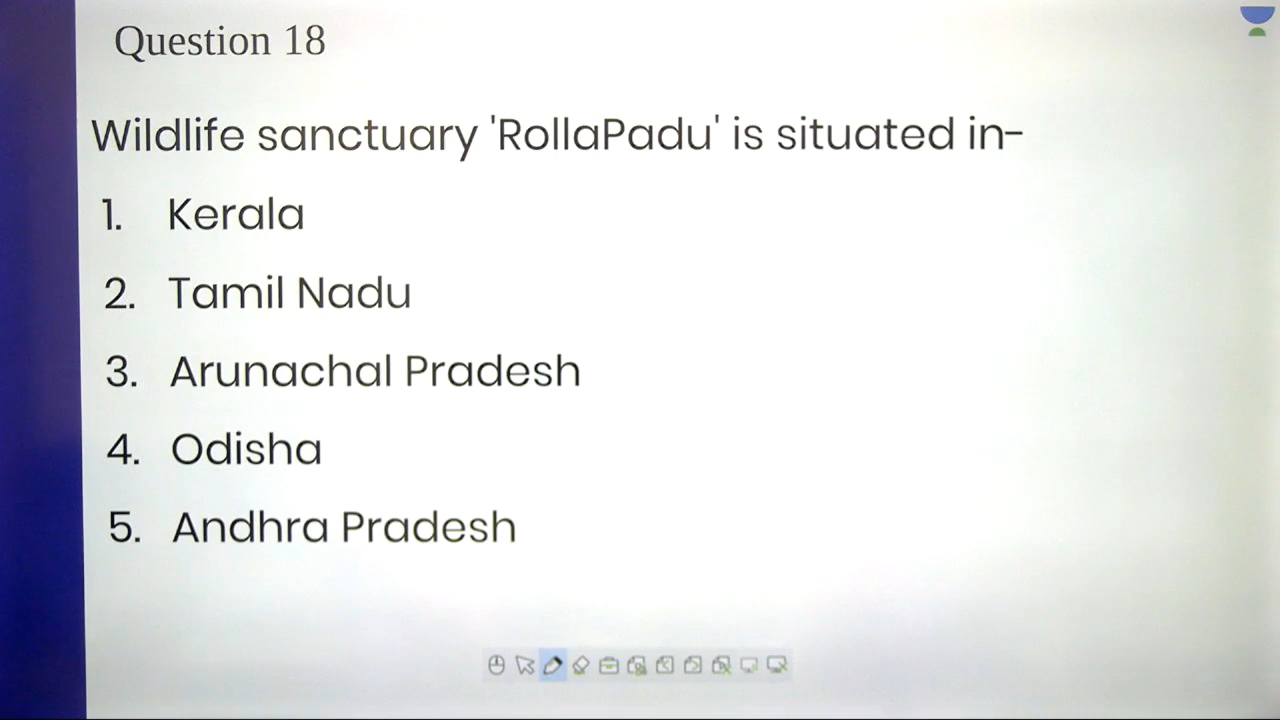 Question 18
Wildlife sanctuary 'RollaPadu' is situated in-
1. Kerala
2. Tamil Nadu
3. Arunachal Pradesh
4. Odisha
5. Andhra Pradesh